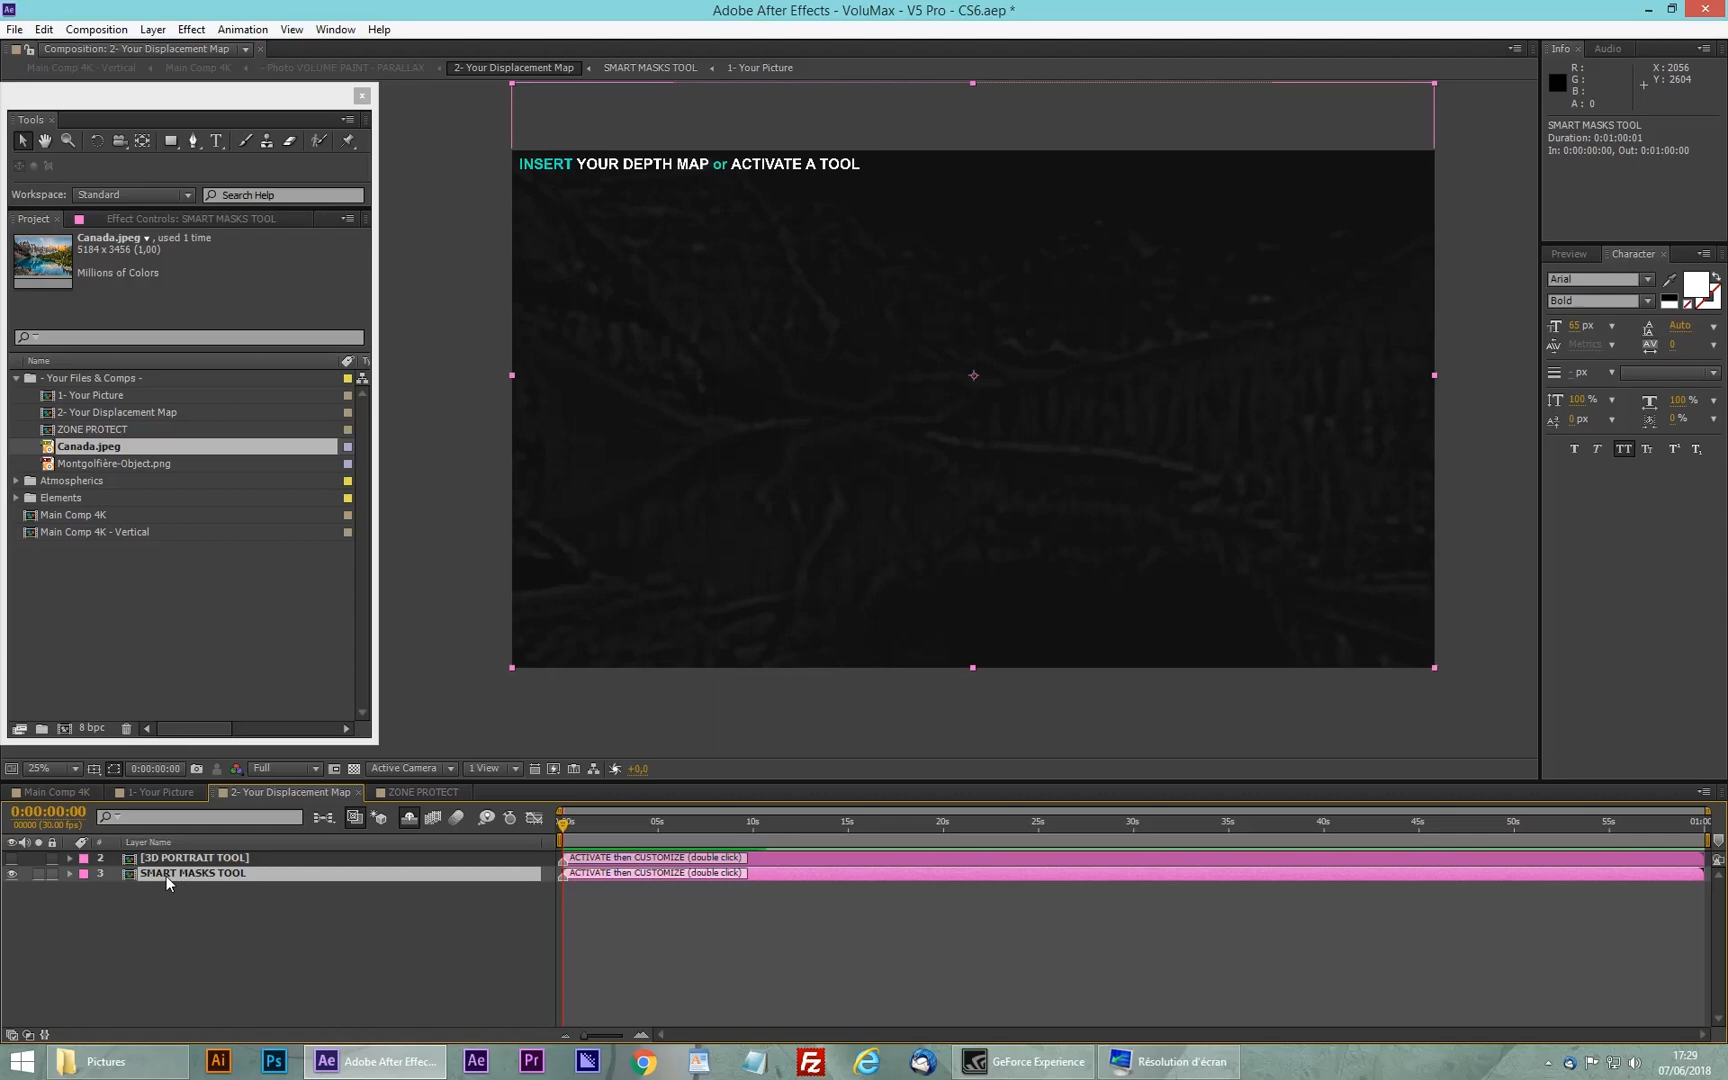 Adobe After Effects - VoluMax - V5 Pro - CS6.aep *
File Edit Composition Layer Effect Animation View Window Help
Composition: 2- Your Displacement Map
Info Audio
Main Comp 4K - Vertical Main Comp 4K - Photo VOLUME PAINT - PARALLAX 2- Your Displacement Map SMART MASKS TOOL 1- Your Picture
R : X : 2056
G : Y : 2604
B :
A : 0
SMART MASKS TOOL
Duration: 0:01:00:01
In: 0:00:00:00, Out: 0:01:00:00
Tools
INSERT YOUR DEPTH MAP or ACTIVATE A TOOL
Workspace: Standard Search Help
Project Effect Controls: SMART MASKS TOOL
Canada.jpeg , used 1 time
5184 x 3456 (1,00)
Millions of Colors
Preview Character
Arial
Bold
65 px Auto
Metrics 0
- px
100 % 100 %
0 px 0 %
T T TT Tr T¹ T₁
Name Ty
- Your Files & Comps -
1- Your Picture
2- Your Displacement Map
ZONE PROTECT
Canada.jpeg
Montgolfière-Object.png
Atmospherics
Elements
Main Comp 4K
Main Comp 4K - Vertical
8 bpc
25% 0:00:00:00 Full Active Camera 1 View +0,0
Main Comp 4K 1- Your Picture 2- Your Displacement Map ZONE PROTECT
0:00:00:00
00000 (30.00 fps)
05s 10s 15s 20s 25s 30s 35s 40s 45s 50s 55s 01:00
# Layer Name
2 [3D PORTRAIT TOOL] ACTIVATE then CUSTOMIZE (double click)
3 SMART MASKS TOOL ACTIVATE then CUSTOMIZE (double click)
Pictures Ai Ps Ae Adobe After Effec... Ae Pr GeForce Experience Résolution d'écran
17:29
07/06/2018